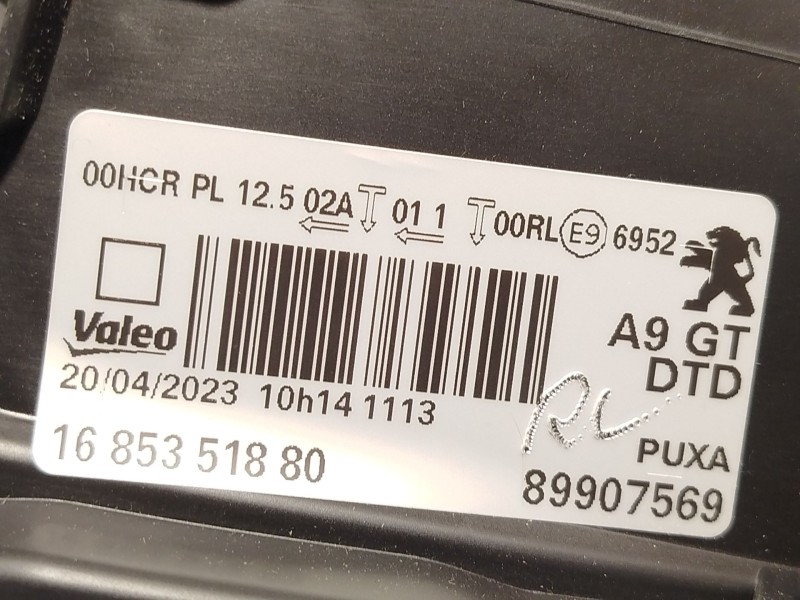 00HCR PL 12.5 02A 01 1 00RL E9 6952
Valeo
A9 GT
DTD
20/04/2023 10h14 1113
PUXA
16 853 518 80
89907569